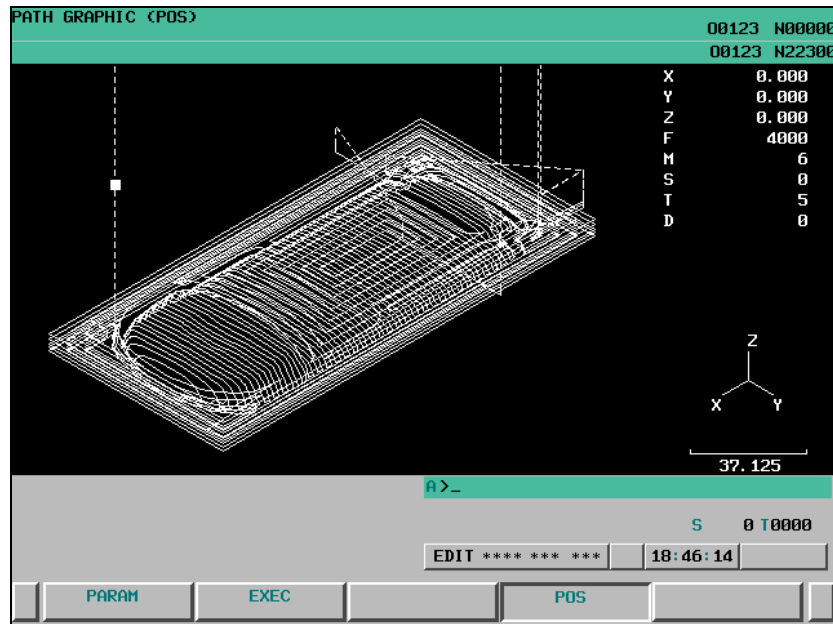 PATH GRAPHIC (POS)
O0123 N00000
O0123 N22300
X 0.000
Y 0.000
Z 0.000
F 4000
M 6
S 0
T 5
D 0
Z
X Y
37.125
A>_
S 0 T0000
EDIT **** *** ***
18:46:14
PARAM EXEC POS